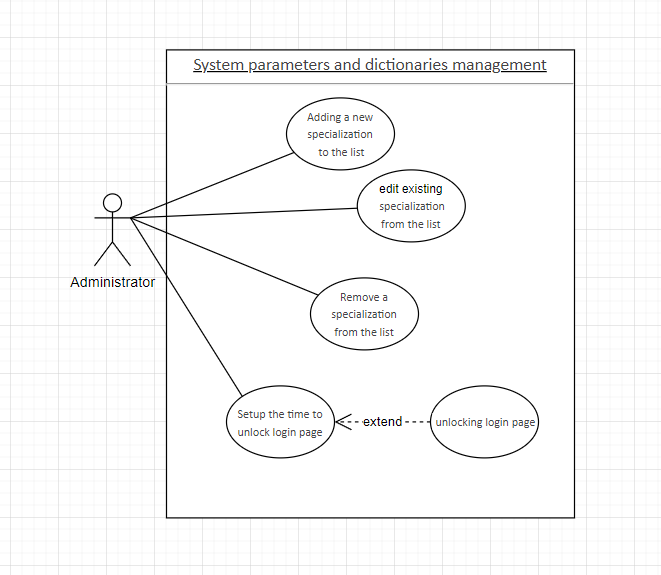 System parameters and dictionaries management
Adding a new
specialization
to the list
edit existing
specialization
from the list
Administrator
Remove a
specialization
from the list
Setup the time to
unlock login page
extend
unlocking login page